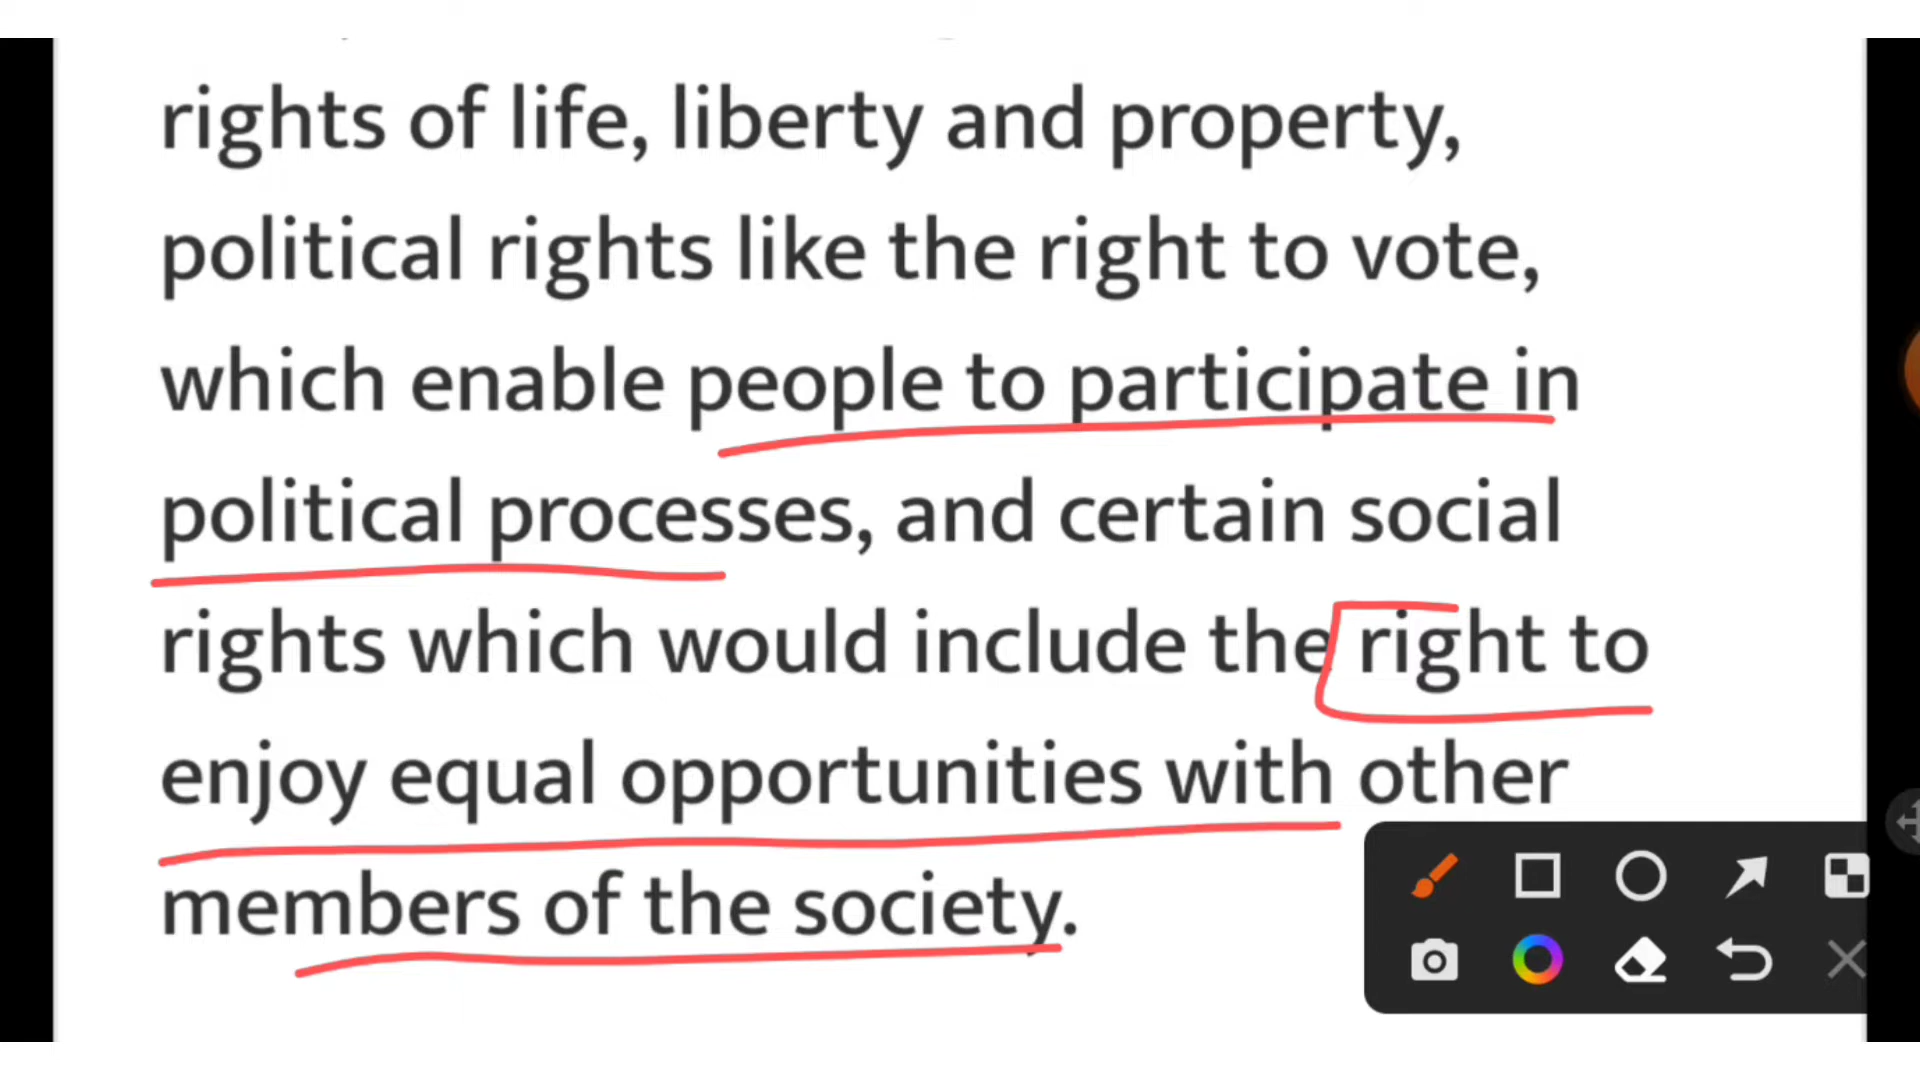 rights of life, liberty and property,
political rights like the right to vote,
which enable people to participate in
political processes, and certain social
rights which would include the right to
enjoy equal opportunities with other
members of the society.